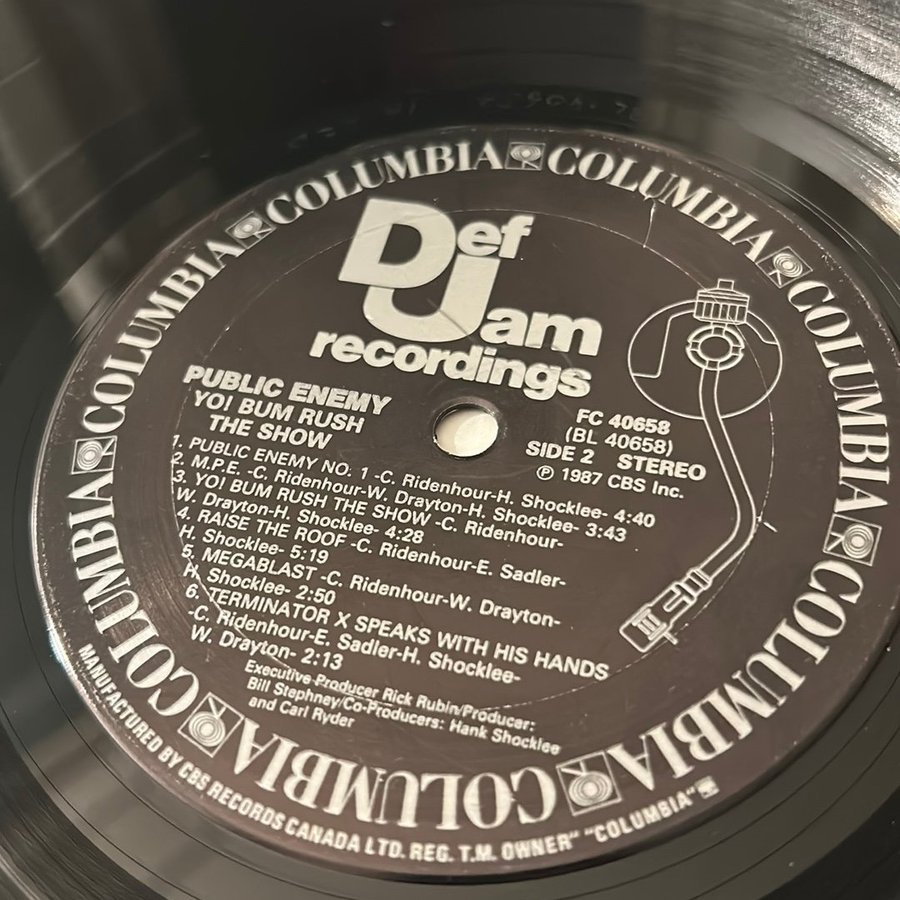 COLUMBIA COLUMBIA COLUMBIA COLUMBIA COLUMBIA COLUMBIA COLUMBIA COLUMBIA
Def
Jam
recordings
PUBLIC ENEMY
YO! BUM RUSH
THE SHOW
FC 40658
(BL 40658)
SIDE 2 STEREO
℗ 1987 CBS Inc.
1. PUBLIC ENEMY NO. 1 -C. Ridenhour-H. Shocklee- 4:40
2. M.P.E. -C. Ridenhour-W. Drayton-H. Shocklee- 3:43
3. YO! BUM RUSH THE SHOW -C. Ridenhour-
W. Drayton-H. Shocklee- 4:28
4. RAISE THE ROOF -C. Ridenhour-E. Sadler-
H. Shocklee- 5:19
5. MEGABLAST -C. Ridenhour-W. Drayton-
H. Shocklee- 2:50
6. TERMINATOR X SPEAKS WITH HIS HANDS
-C. Ridenhour-E. Sadler-H. Shocklee-
W. Drayton- 2:13
Executive Producer Rick Rubin/Producer:
Bill Stephney/Co-Producers: Hank Shocklee
and Carl Ryder
MANUFACTURED BY CBS RECORDS CANADA LTD. REG. T.M. OWNER" "COLUMBIA"